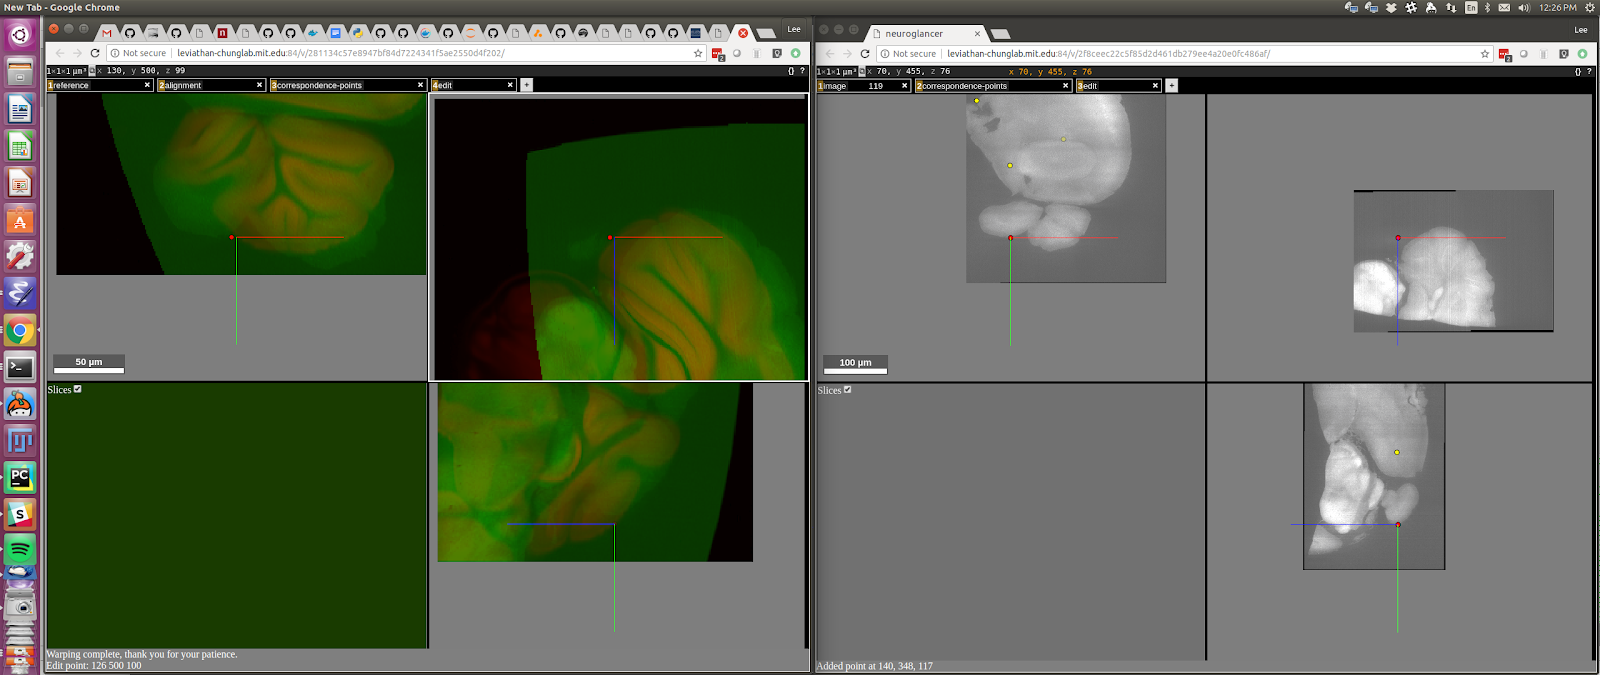 New Tab - Google Chrome
En
12:26 PM
Lee
Not secure | leviathan-chunglab.mit.edu:84/v/281134c57e8947bf84d7224341f5ae2550d4f202/
2
1×1×1 µm³ x 130, y 500, z 99
{} ?
1reference ×
2alignment ×
3correspondence-points ×
4edit ×
+
50 µm
Slices
Warping complete, thank you for your patience.
Edit point: 126 500 100
neuroglancer ×
Lee
Not secure | leviathan-chunglab.mit.edu:84/v/2f8ceec22c5f85d2d461db279ee4a20e0fc486af/
2
1×1×1 µm³ x 70, y 455, z 76
x 70, y 455, z 76
{} ?
1image 119 ×
2correspondence-points ×
3edit ×
+
100 µm
Slices
Added point at 140, 348, 117
PC
S